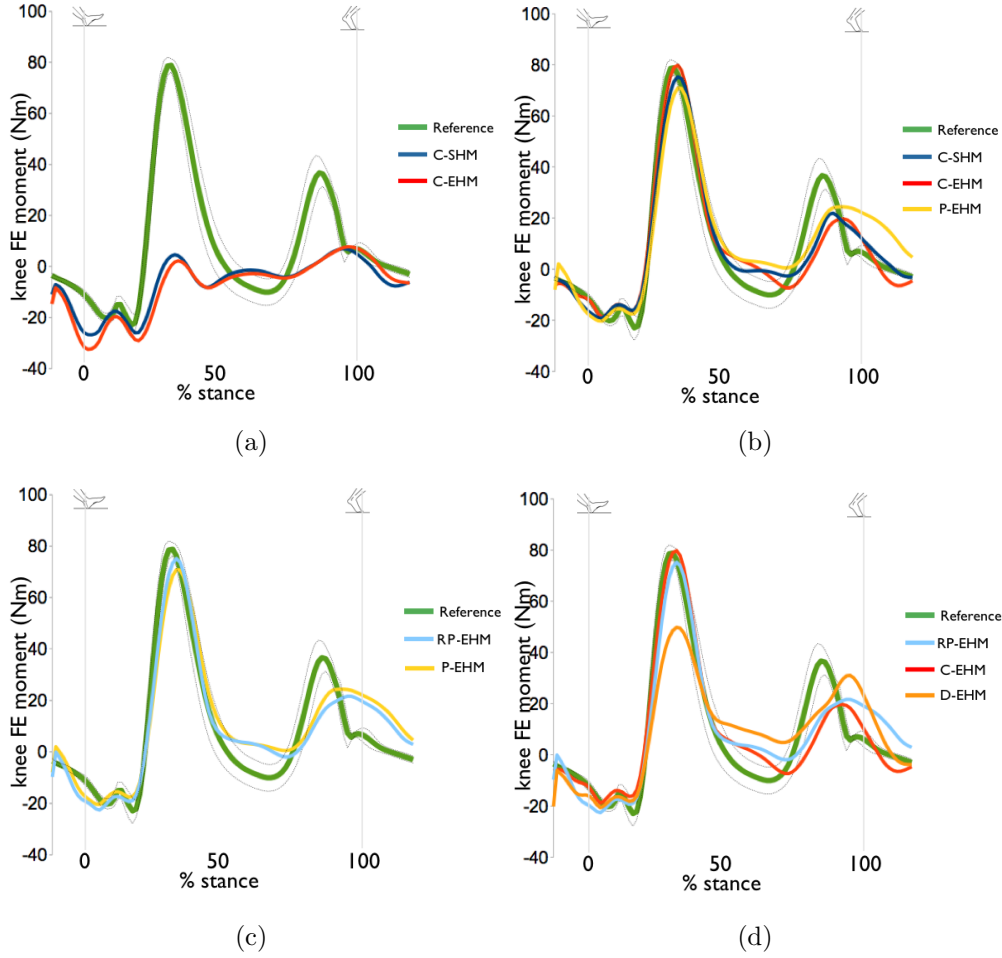 100
80
60
40
20
0
-20
-40
knee FE moment (Nm)
0
50
100
% stance
Reference
C-SHM
C-EHM
(a)
100
80
60
40
20
0
-20
-40
knee FE moment (Nm)
0
50
100
% stance
Reference
C-SHM
C-EHM
P-EHM
(b)
100
80
60
40
20
0
-20
-40
knee FE moment (Nm)
0
50
100
% stance
Reference
RP-EHM
P-EHM
(c)
100
80
60
40
20
0
-20
-40
knee FE moment (Nm)
0
50
100
% stance
Reference
RP-EHM
C-EHM
D-EHM
(d)